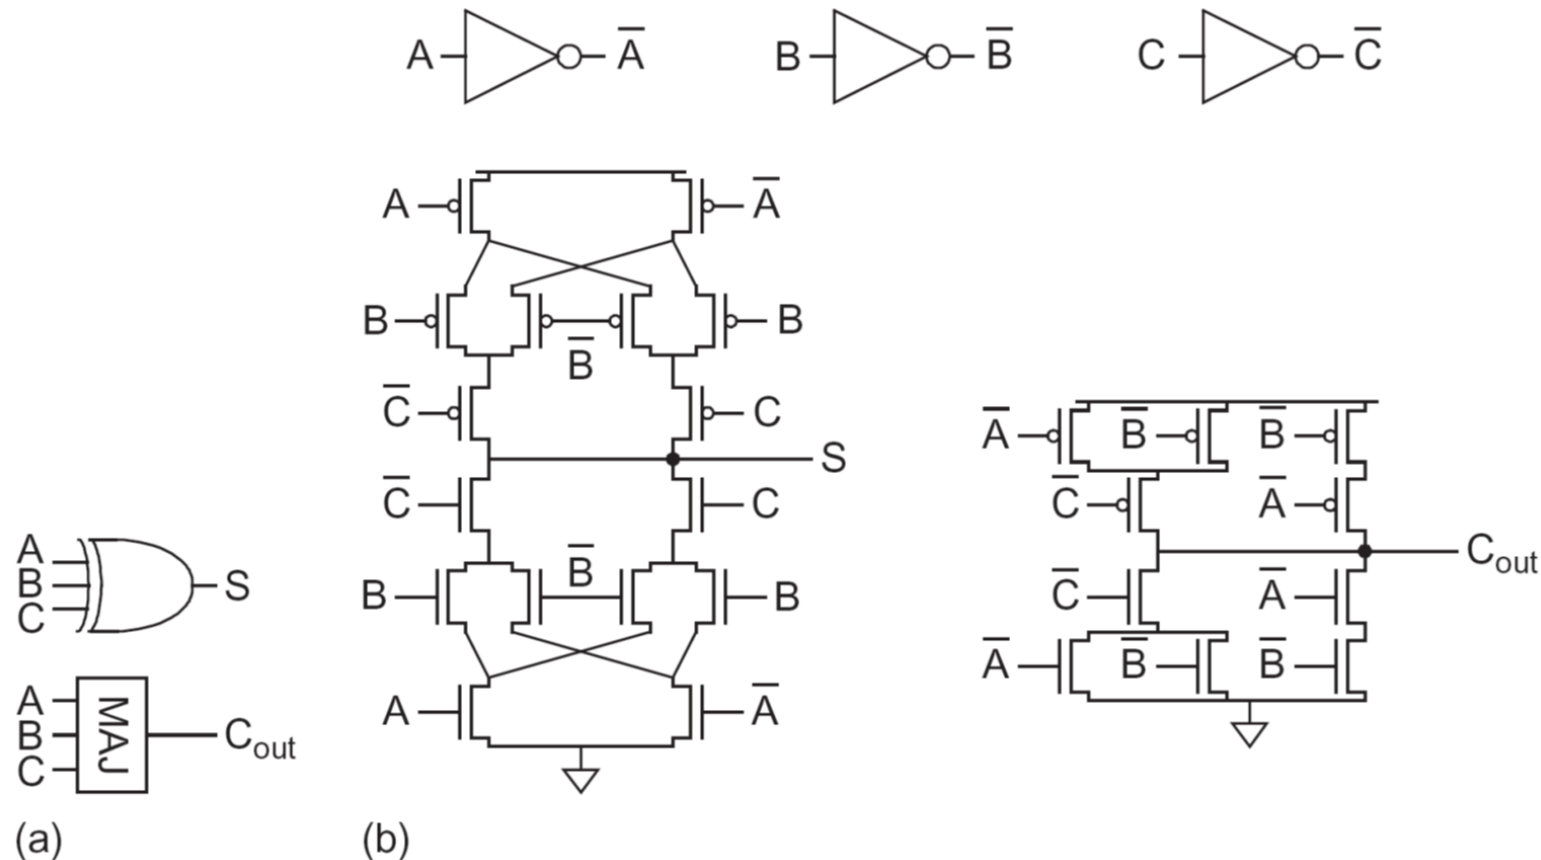 A A̅ B B̅ C C̅
A A̅
B B̅ B
C̅ C
S
C̅ C
B B̅ B
A A̅
A̅ B̅ B̅
C̅ A̅
Cout
C̅ A̅
A̅ B̅ B̅
A
B
C
S
A
B
C
MAJ
Cout
(a) (b)